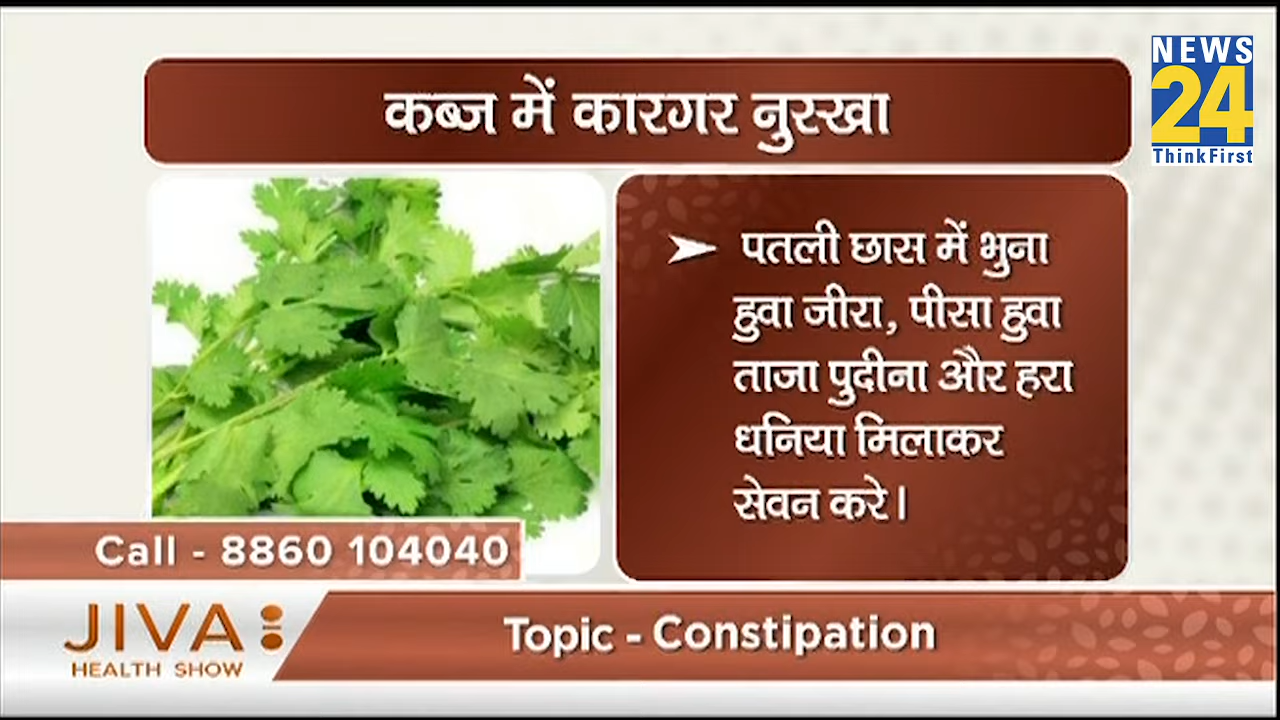 NEWS
24
ThinkFirst
कब्ज में कारगर नुस्खा
पतली छास में भुना
हुवा जीरा, पीसा हुवा
ताजा पुदीना और हरा
धनिया मिलाकर
सेवन करे।
Call - 8860 104040
JIVA
HEALTH SHOW
Topic - Constipation